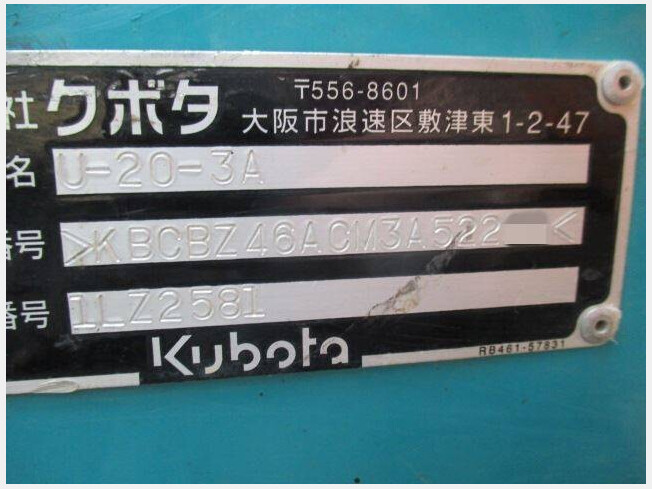 社クボタ
〒556-8601
大阪市浪速区敷津東1-2-47
名 U-20-3A
番号 >KBCBZ46ACM3A522 <
番号 1LZ2581
Kubota
RB461-57831